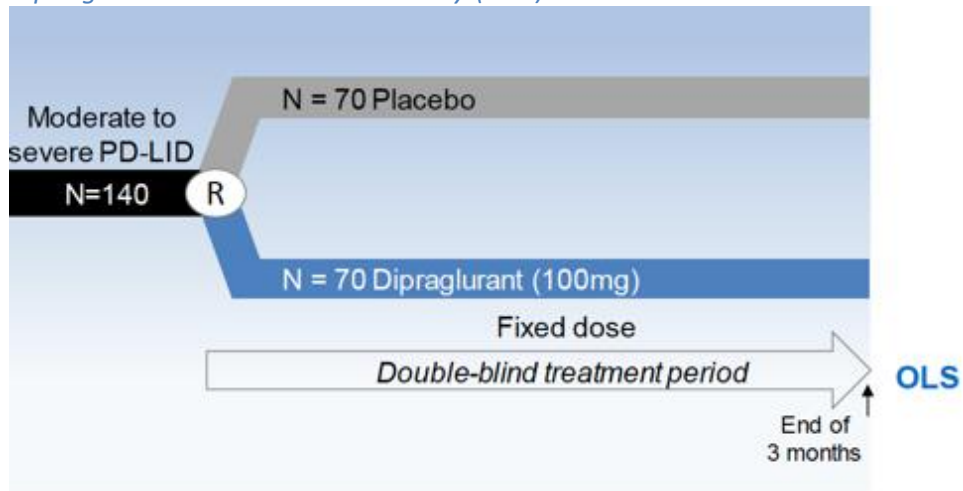 Moderate to
severe PD-LID
N=140
R
N = 70 Placebo
N = 70 Dipraglurant (100mg)
Fixed dose
Double-blind treatment period
OLS
End of
3 months